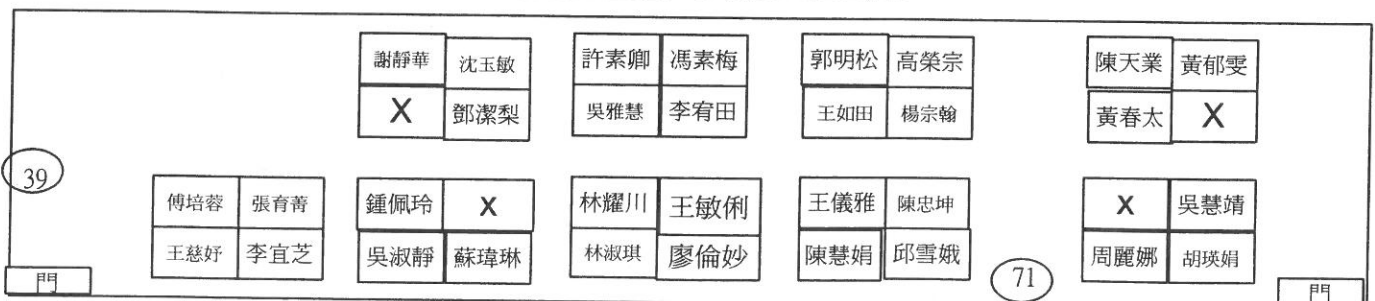 謝靜華 沈玉敏 許素卿 馮素梅 郭明松 高榮宗 陳天業 黃郁雯
X 鄧潔梨 吳雅慧 李宥田 王如田 楊宗翰 黃春太 X
39
傅培蓉 張育菁 鍾佩玲 X 林耀川 王敏俐 王儀雅 陳忠坤 X 吳慧靖
王慈妤 李宜芝 吳淑靜 蘇瑋琳 林淑琪 廖倫妙 陳慧娟 邱雪娥 周麗娜 胡瑛娟
門 71 門